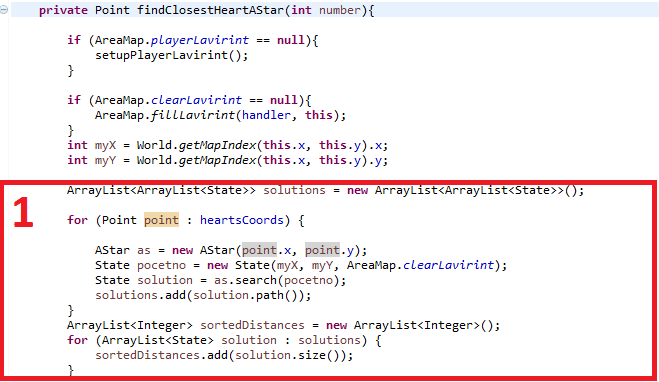 private Point findClosestHeartAStar(int number){
if (AreaMap.playerLavirint == null){
setupPlayerLavirint();
}
if (AreaMap.clearLavirint == null){
AreaMap.fillLavirint(handler, this);
}
int myX = World.getMapIndex(this.x, this.y).x;
int myY = World.getMapIndex(this.x, this.y).y;
ArrayList<ArrayList<State>> solutions = new ArrayList<ArrayList<State>>();
1
for (Point point : heartsCoords) {
AStar as = new AStar(point.x, point.y);
State pocetno = new State(myX, myY, AreaMap.clearLavirint);
State solution = as.search(pocetno);
solutions.add(solution.path());
}
ArrayList<Integer> sortedDistances = new ArrayList<Integer>();
for (ArrayList<State> solution : solutions) {
sortedDistances.add(solution.size());
}